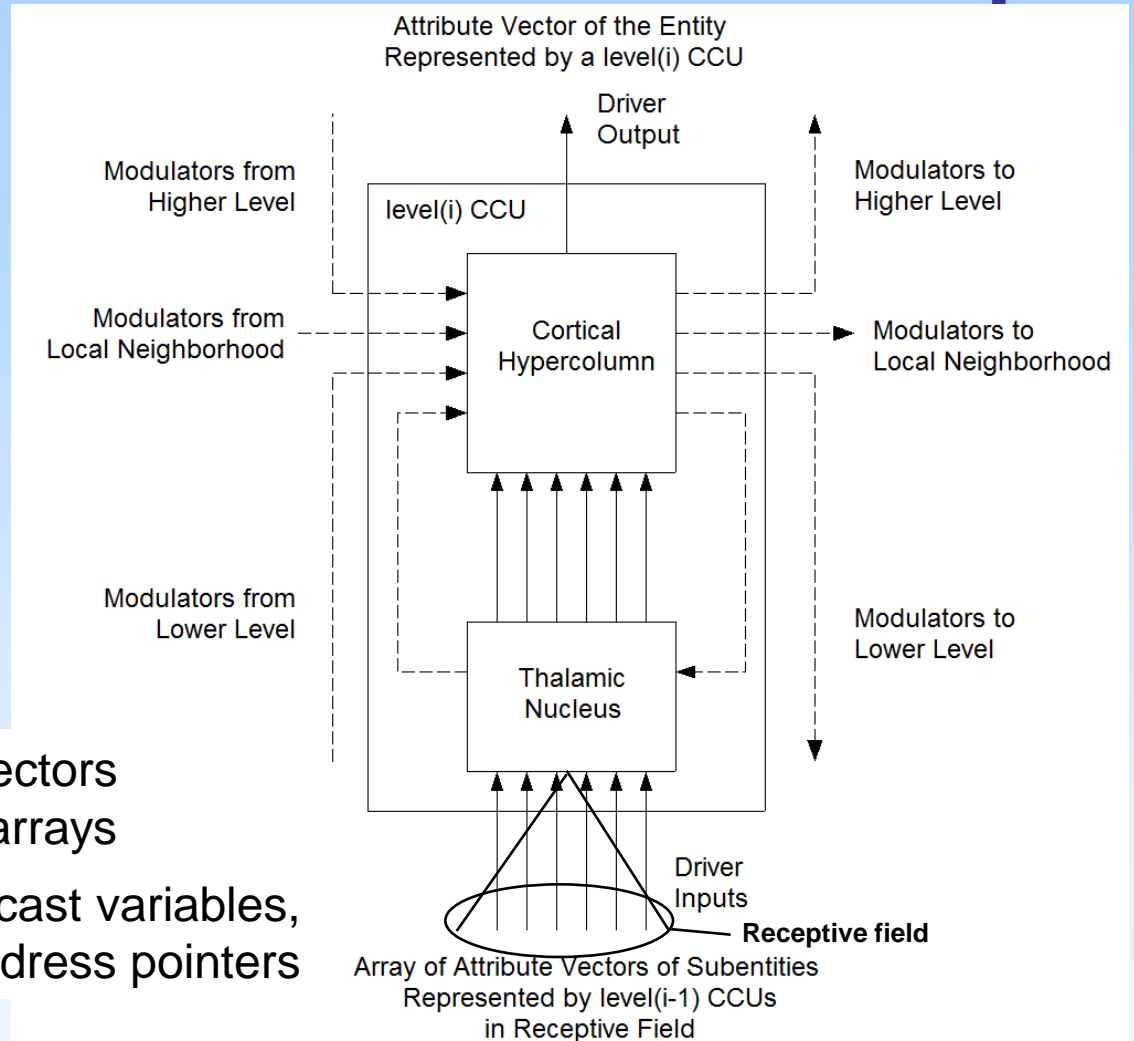 Attribute Vector of the Entity
Represented by a level(i) CCU
Driver
Output
Modulators from
Higher Level
Modulators to
Higher Level
level(i) CCU
Modulators from
Local Neighborhood
Cortical
Hypercolumn
Modulators to
Local Neighborhood
Modulators from
Lower Level
Modulators to
Lower Level
Thalamic
Nucleus
ectors
arrays
cast variables,
dress pointers
Driver
Inputs
Receptive field
Array of Attribute Vectors of Subentities
Represented by level(i-1) CCUs
in Receptive Field